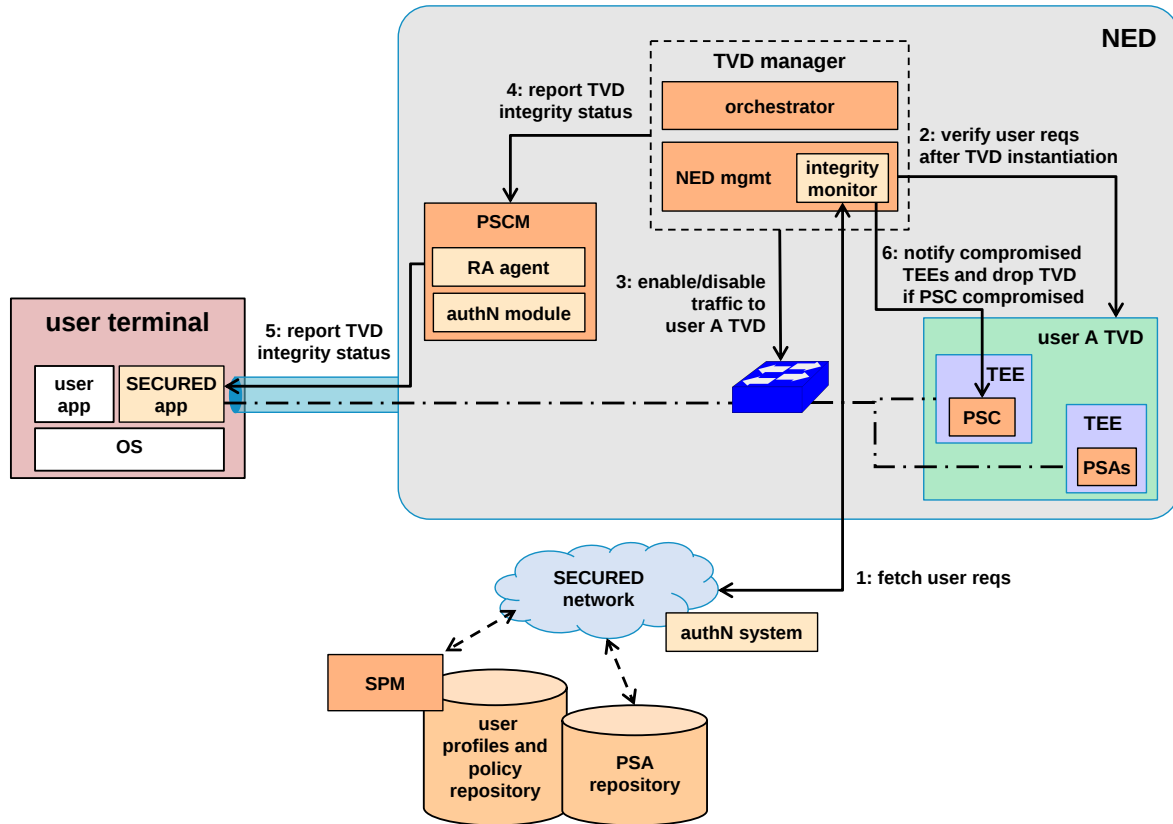 NED
TVD manager
orchestrator
NED mgmt
integrity
monitor
4: report TVD
integrity status
2: verify user reqs
after TVD instantiation
PSCM
RA agent
authN module
3: enable/disable
traffic to
user A TVD
6: notify compromised
TEEs and drop TVD
if PSC compromised
user terminal
user
app
SECURED
app
OS
5: report TVD
integrity status
user A TVD
TEE
PSC
TEE
PSAs
1: fetch user reqs
SECURED
network
authN system
SPM
user
profiles and
policy
repository
PSA
repository